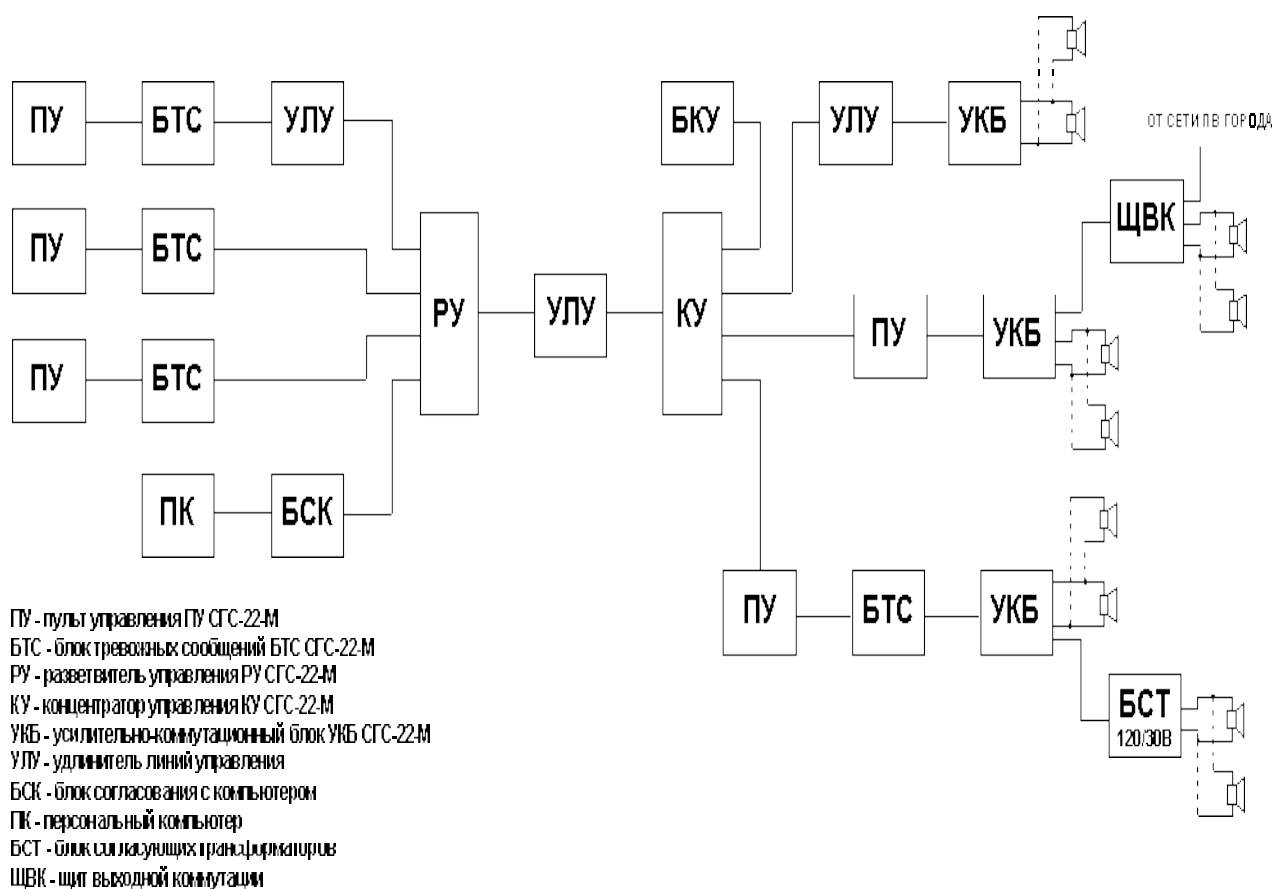 ПУ
БТС
УЛУ
БКУ
УЛУ
УКБ
ОТ СЕТИ ПВ ГОРОДА
ПУ
БТС
ЩВК
РУ
УЛУ
КУ
ПУ
УКБ
ПУ
БТС
ПК
БСК
ПУ
БТС
УКБ
БСТ
120/30В
ПУ - пульт управления ПУ СГС-22-М
БТС - блок тревожных сообщений БТС СГС-22-М
РУ - разветвитель управления РУ СГС-22-М
КУ - концентратор управления КУ СГС-22-М
УКБ - усилительно-коммутационный блок УКБ СГС-22-М
УЛУ - удлинитель линий управления
БСК - блок согласования с компьютером
ПК - персональный компьютер
БСТ - блок согласующих трансформаторов
ЩВК - щит выходной коммутации